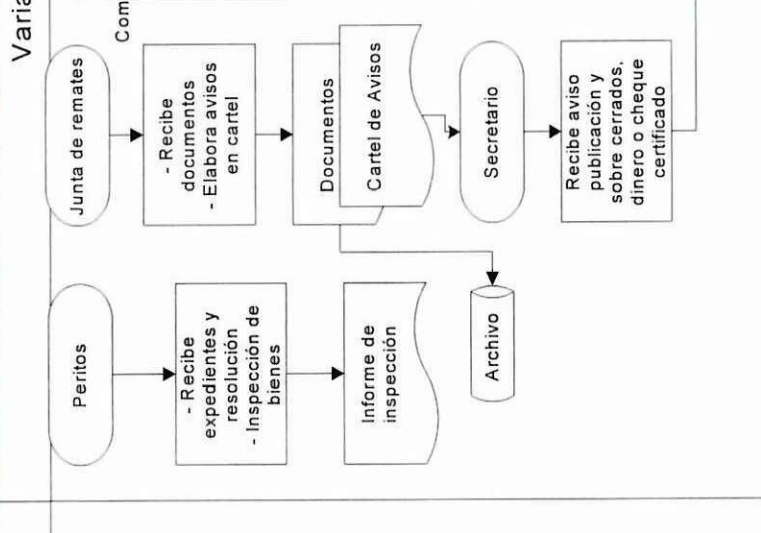 Varia
Com
Junta de remates
- Recibe
documentos
- Elabora avisos
en cartel
Documentos
Cartel de Avisos
Secretario
Recibe aviso
publicación y
sobre cerrados,
dinero o cheque
certificado
Peritos
- Recibe
expedientes y
resolución
- Inspección de
bienes
Informe de
inspección
Archivo